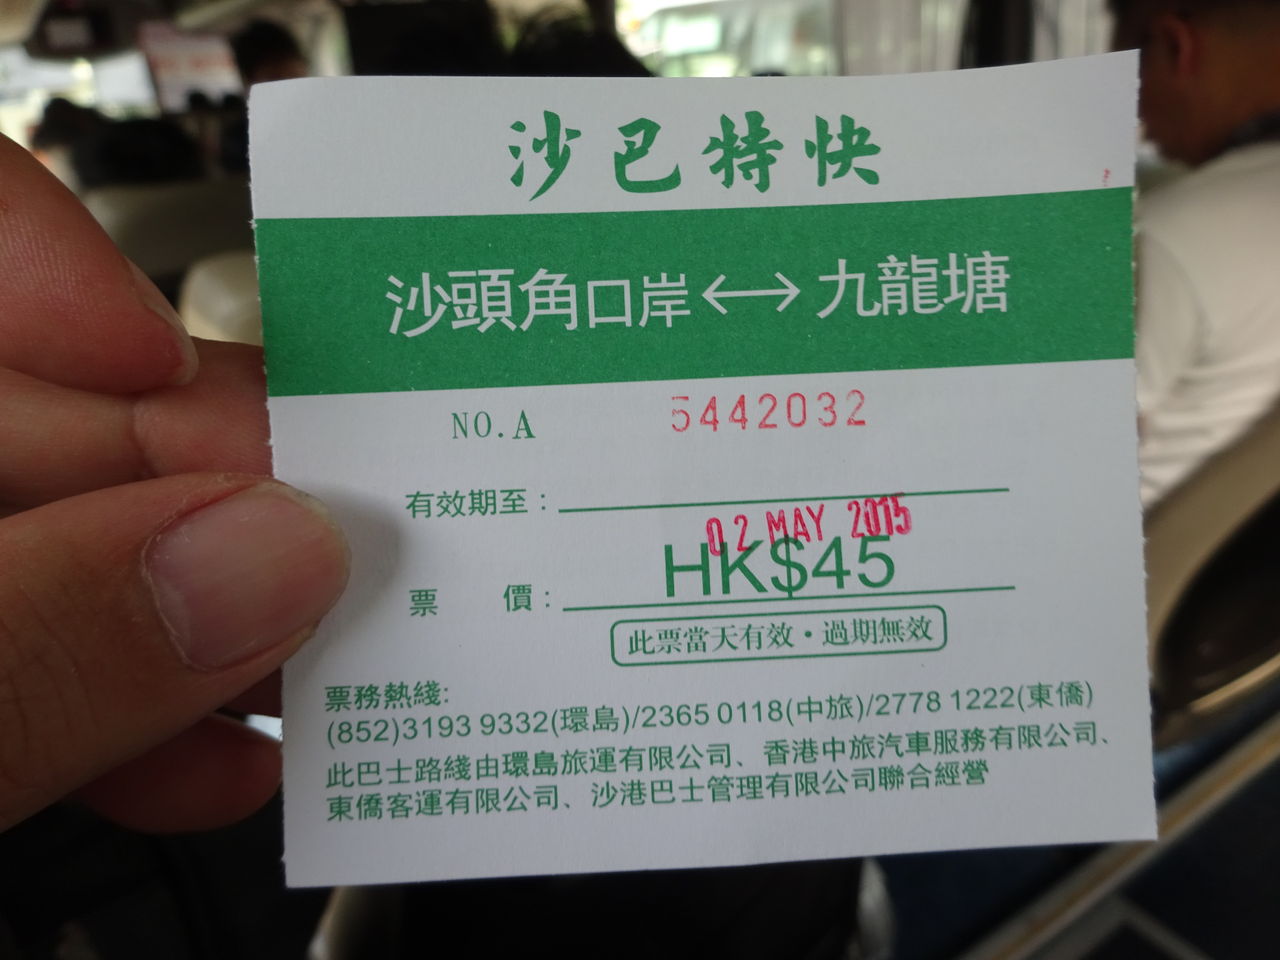 沙巴特快
沙頭角口岸←→九龍塘
NO.A 5442032
有效期至：
02 MAY 2015
票 價：HK$45
此票當天有效・過期無效
票務熱綫:
(852)3193 9332(環島)/2365 0118(中旅)/2778 1222(東僑)
此巴士路綫由環島旅運有限公司、香港中旅汽車服務有限公司、
東僑客運有限公司、沙港巴士管理有限公司聯合經營